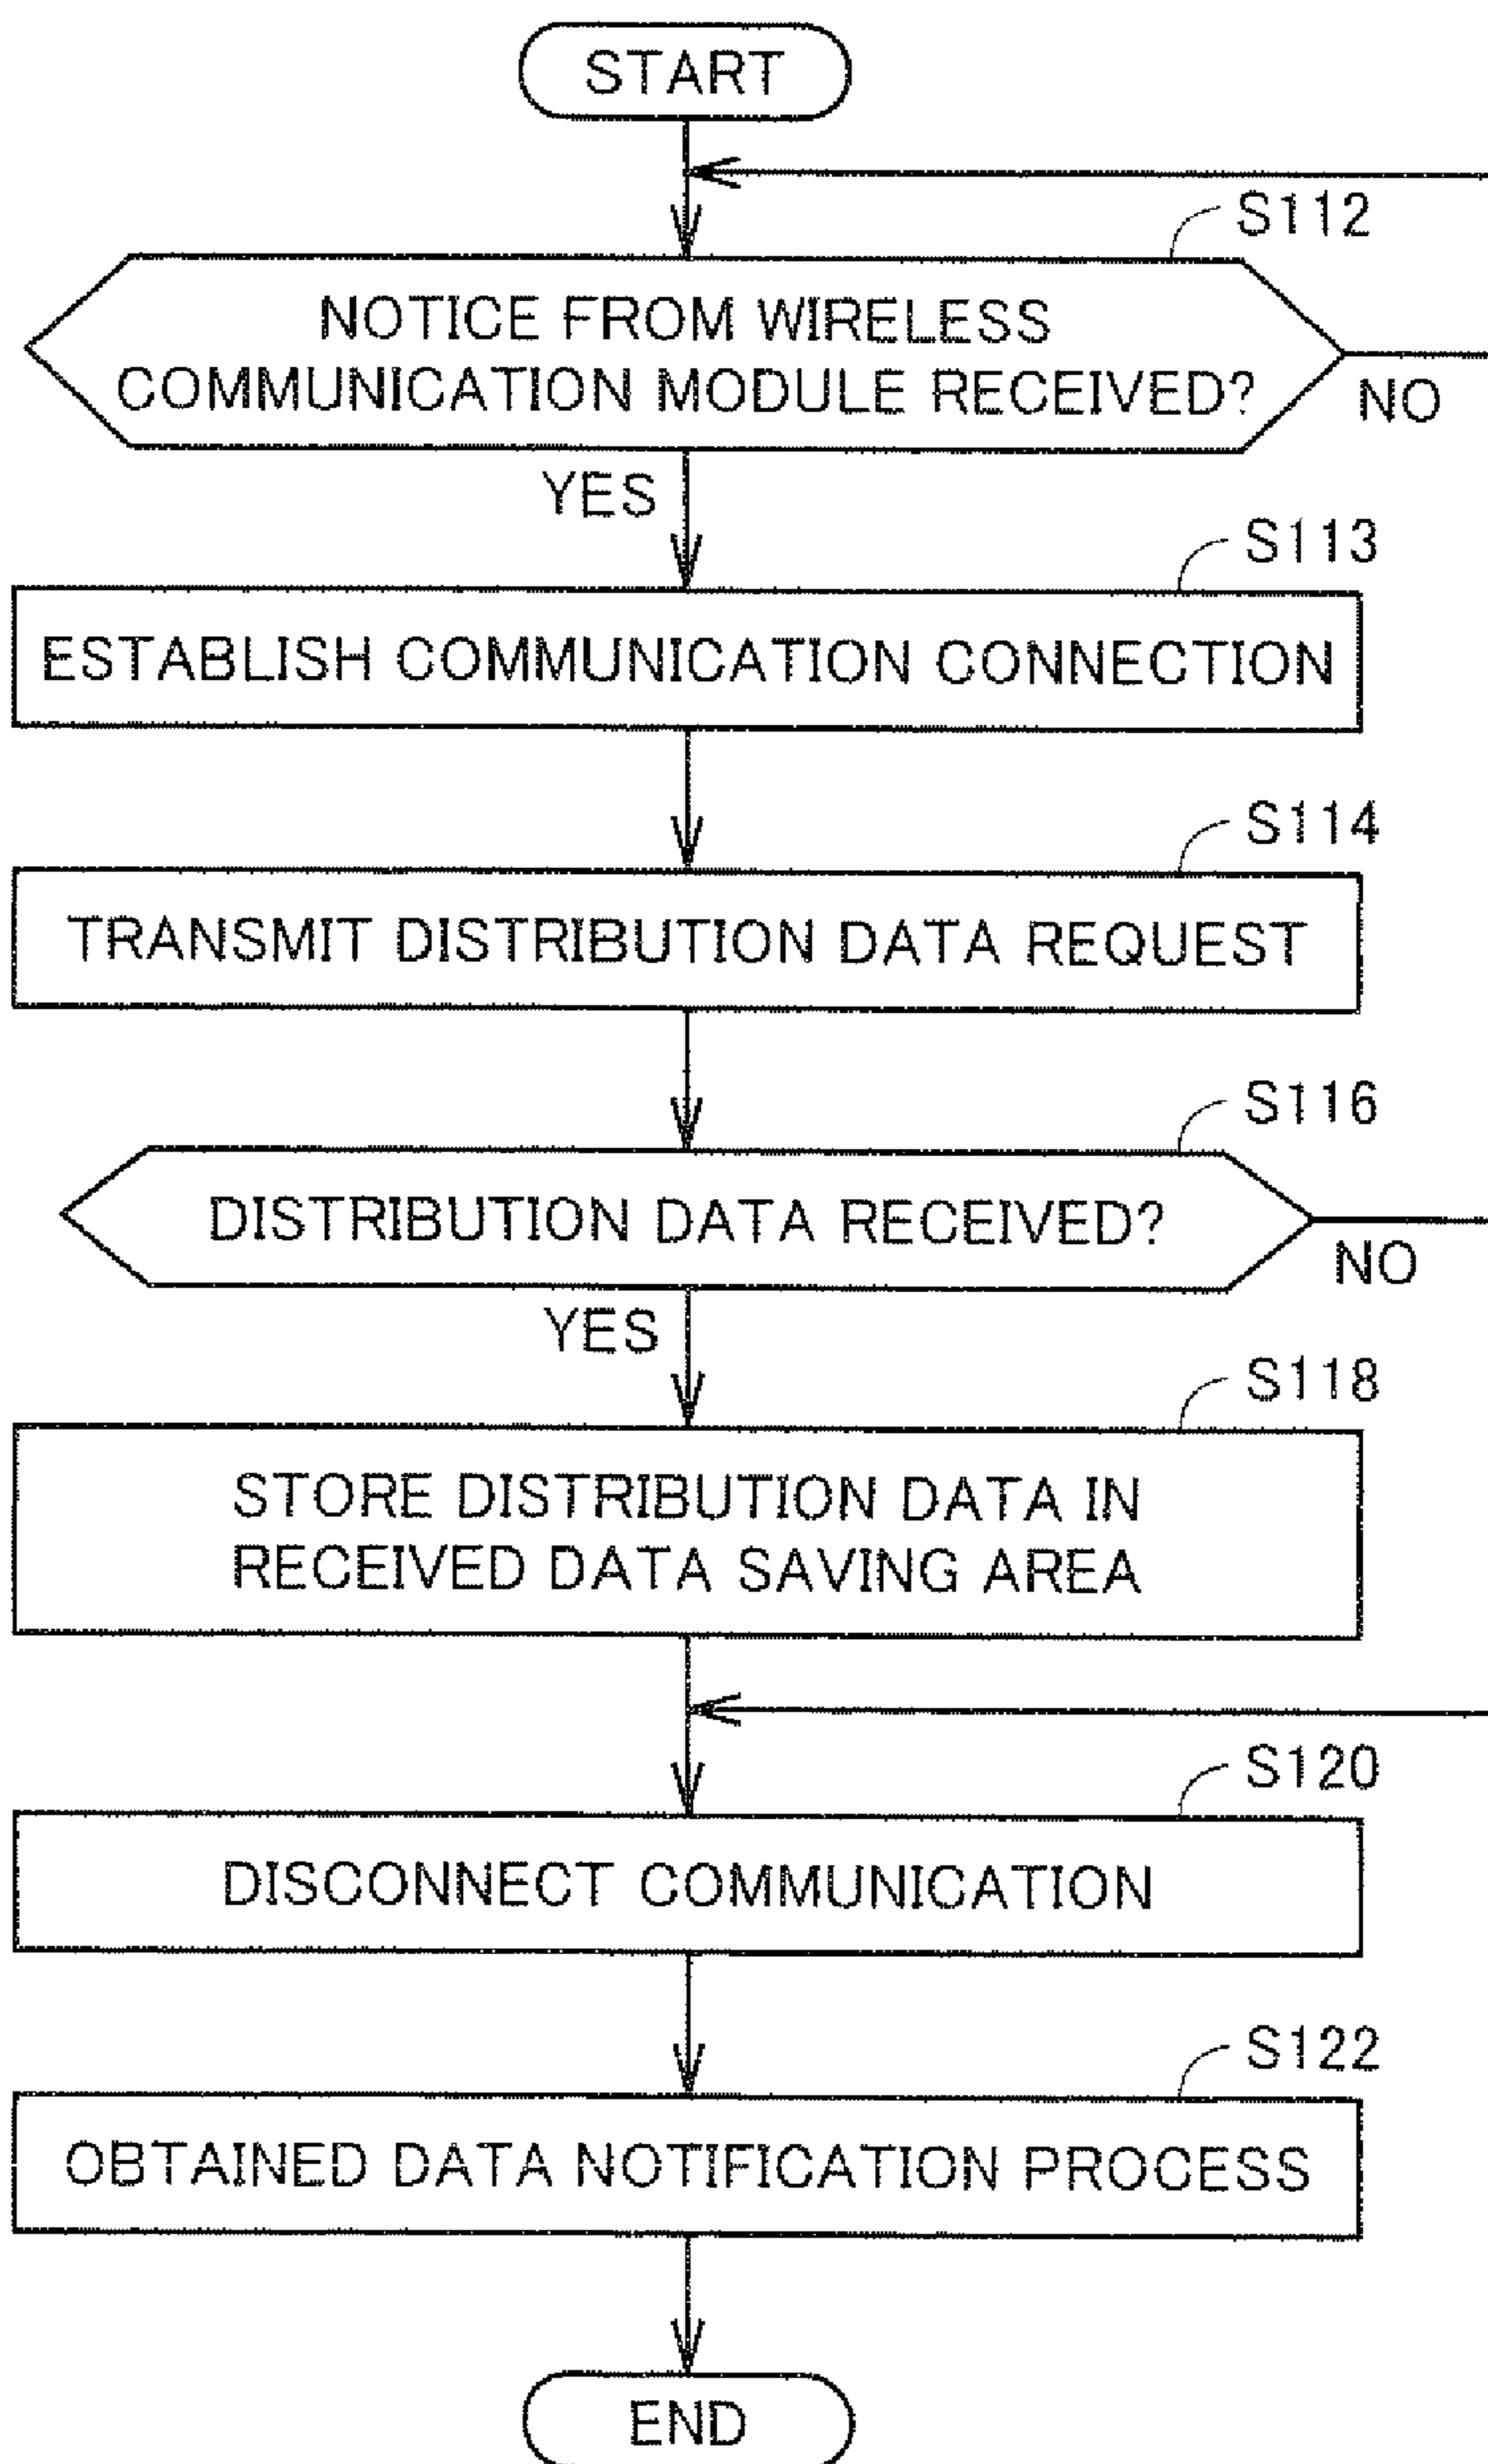 START
S112
NOTICE FROM WIRELESS
COMMUNICATION MODULE RECEIVED?
NO
YES
S113
ESTABLISH COMMUNICATION CONNECTION
S114
TRANSMIT DISTRIBUTION DATA REQUEST
S116
DISTRIBUTION DATA RECEIVED?
NO
YES
S118
STORE DISTRIBUTION DATA IN
RECEIVED DATA SAVING AREA
S120
DISCONNECT COMMUNICATION
S122
OBTAINED DATA NOTIFICATION PROCESS
END